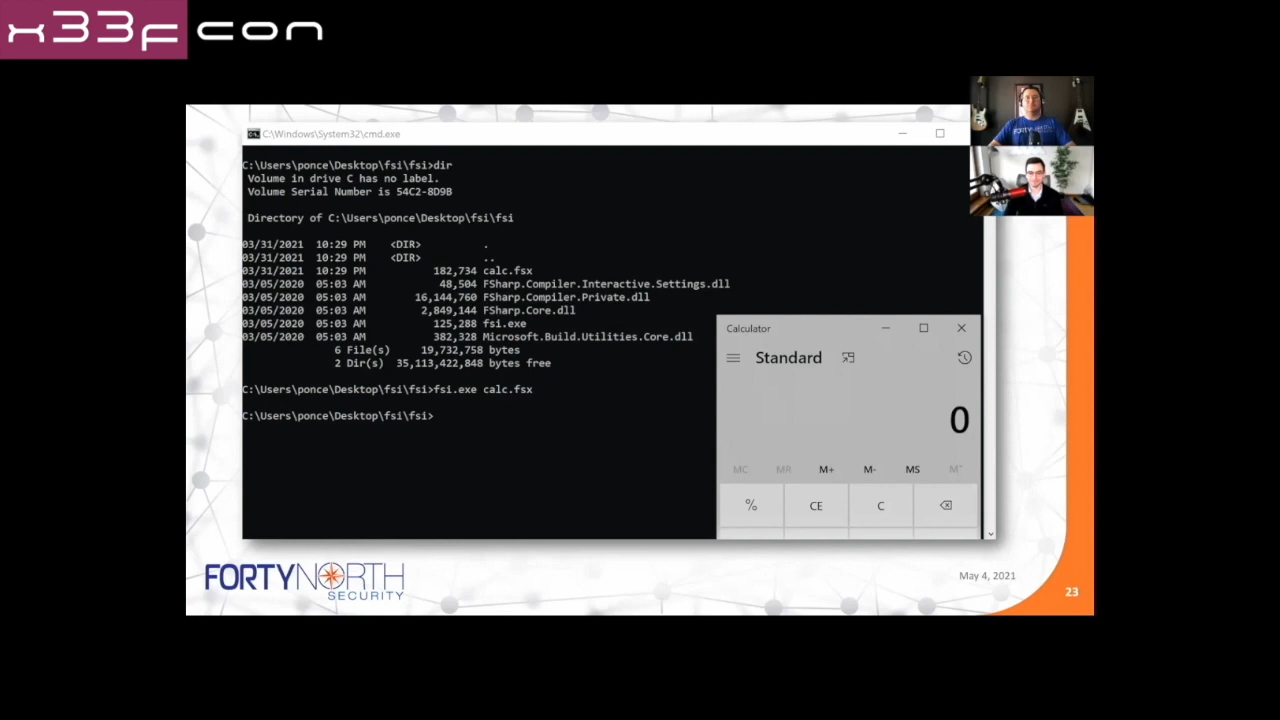 x33fcon
C:\Windows\System32\cmd.exe
C:\Users\ponce\Desktop\fsi\fsi>dir
Volume in drive C has no label.
Volume Serial Number is 54C2-8D9B
Directory of C:\Users\ponce\Desktop\fsi\fsi
03/31/2021 10:29 PM <DIR> .
03/31/2021 10:29 PM <DIR> ..
03/31/2021 10:29 PM 182,734 calc.fsx
03/05/2020 05:03 AM 48,504 FSharp.Compiler.Interactive.Settings.dll
03/05/2020 05:03 AM 16,144,760 FSharp.Compiler.Private.dll
03/05/2020 05:03 AM 2,849,144 FSharp.Core.dll
03/05/2020 05:03 AM 125,288 fsi.exe
03/05/2020 05:03 AM 382,328 Microsoft.Build.Utilities.Core.dll
6 File(s) 19,732,758 bytes
2 Dir(s) 35,113,422,848 bytes free
C:\Users\ponce\Desktop\fsi\fsi>fsi.exe calc.fsx
C:\Users\ponce\Desktop\fsi\fsi>
Calculator
Standard
0
MC MR M+ M- MS M˅
% CE C
FORTYNORTH
SECURITY
May 4, 2021
23